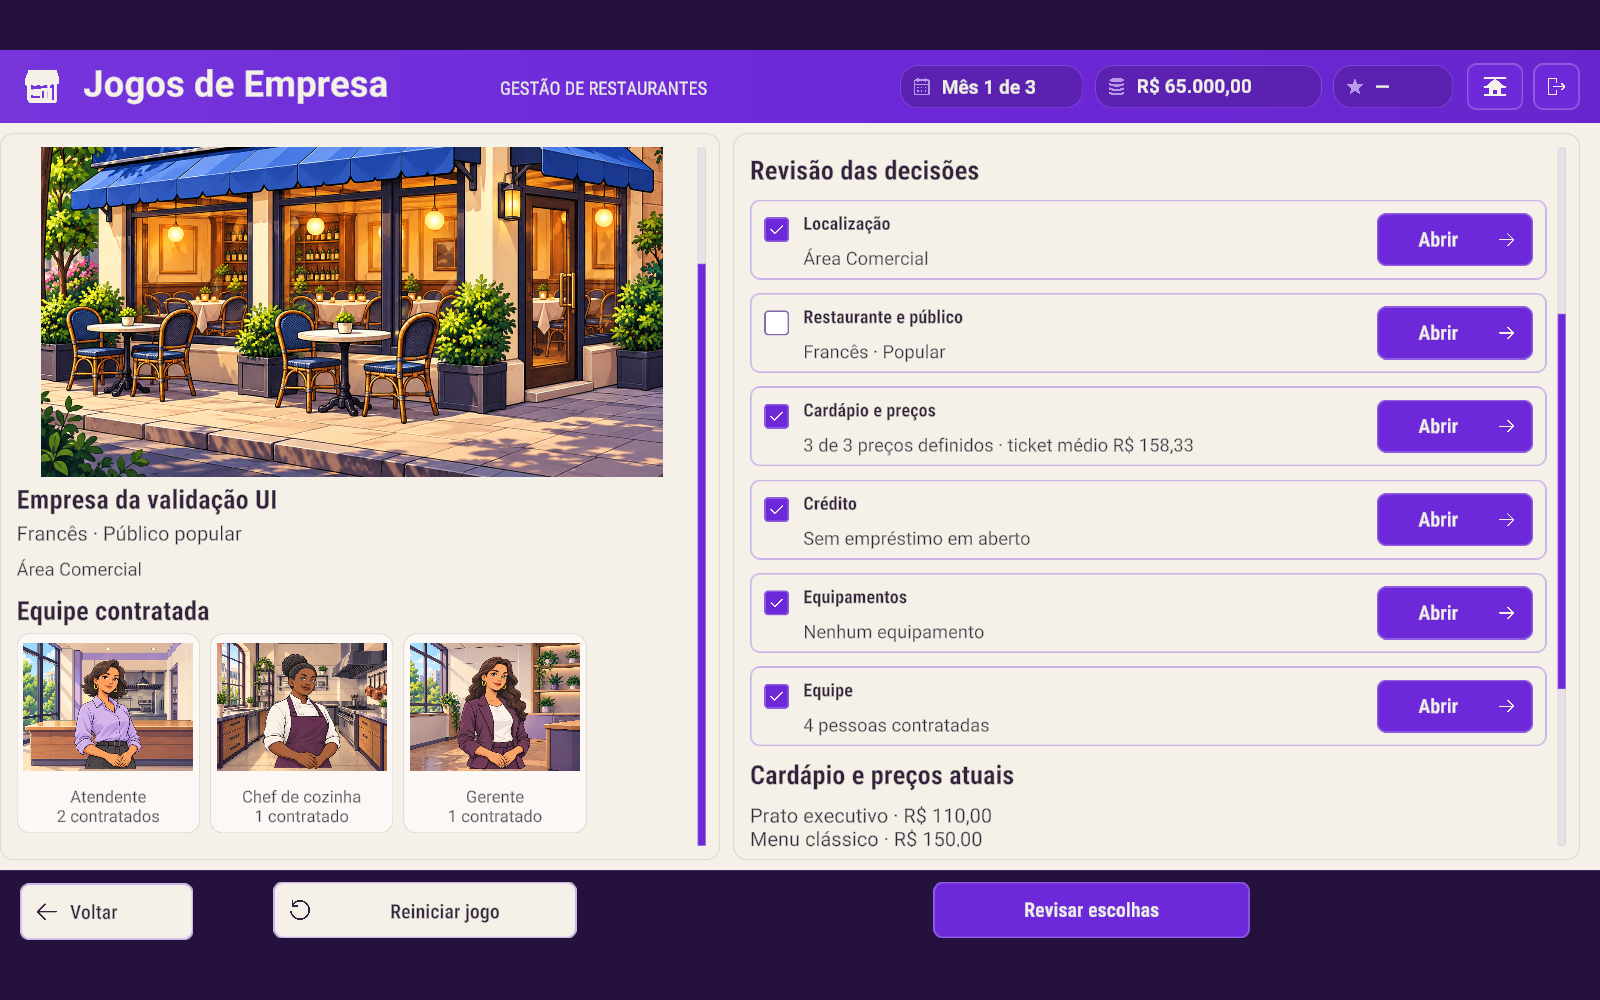 Jogos de Empresa
GESTÃO DE RESTAURANTES
Mês 1 de 3
R$ 65.000,00
–
Empresa da validação UI
Francês · Público popular
Área Comercial
Equipe contratada
Atendente
2 contratados
Chef de cozinha
1 contratado
Gerente
1 contratado
Revisão das decisões
Localização
Área Comercial
Abrir
Restaurante e público
Francês · Popular
Abrir
Cardápio e preços
3 de 3 preços definidos · ticket médio R$ 158,33
Abrir
Crédito
Sem empréstimo em aberto
Abrir
Equipamentos
Nenhum equipamento
Abrir
Equipe
4 pessoas contratadas
Abrir
Cardápio e preços atuais
Prato executivo · R$ 110,00
Menu clássico · R$ 150,00
Voltar
Reiniciar jogo
Revisar escolhas